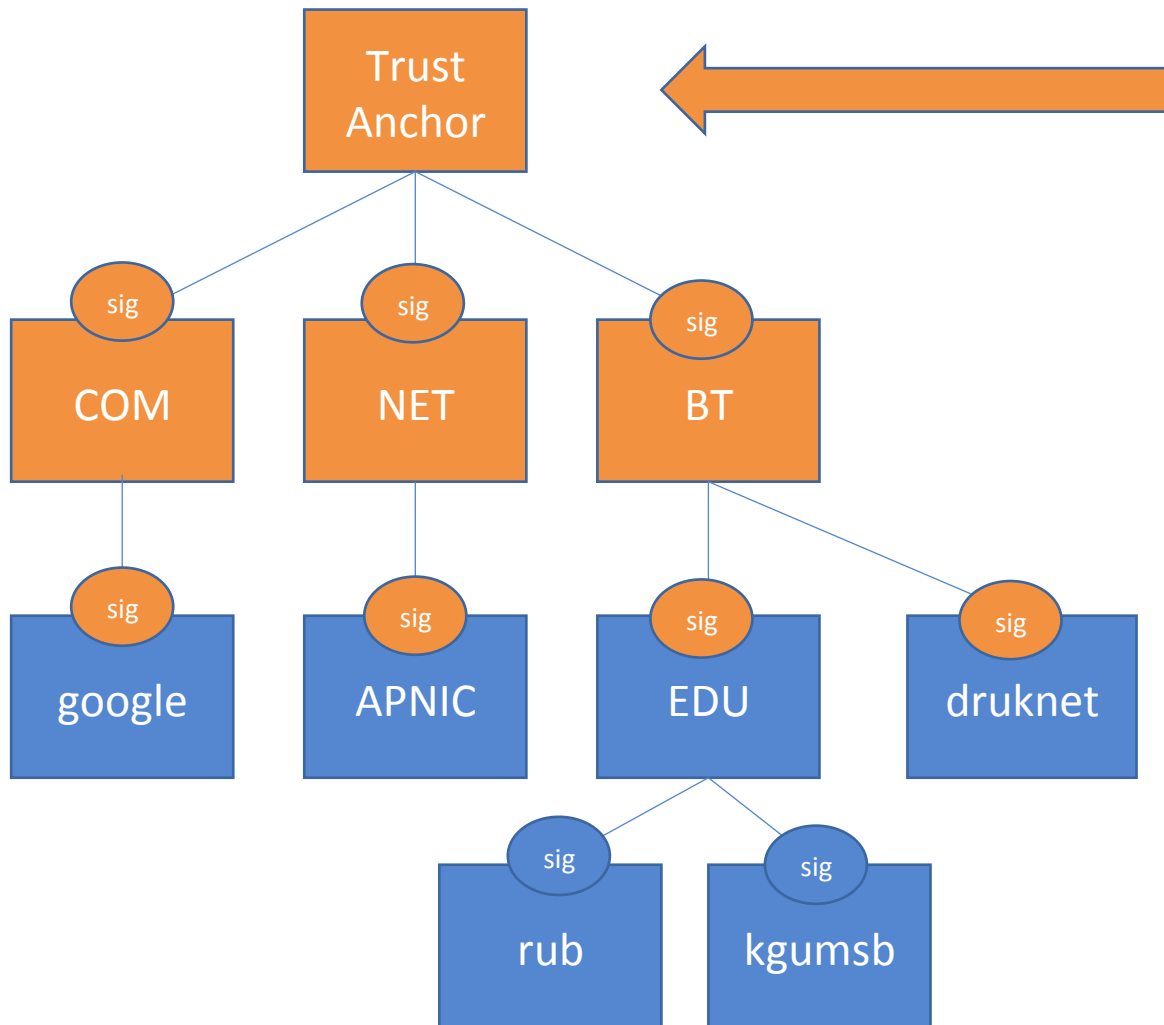 Trust
Anchor
sig
sig
sig
COM
NET
BT
sig
sig
sig
sig
google
APNIC
EDU
druknet
sig
sig
rub
kgumsb